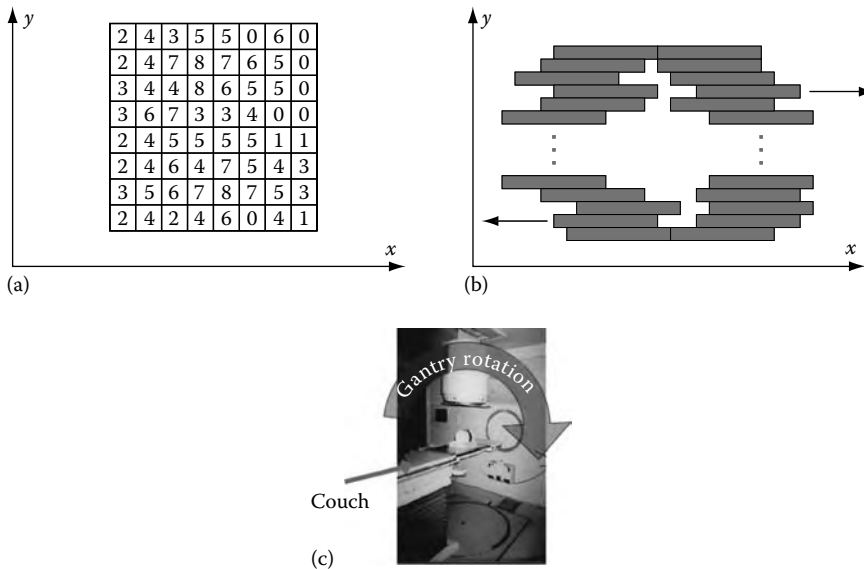 y
2 4 3 5 5 0 6 0
2 4 7 8 7 6 5 0
3 4 4 8 6 5 5 0
3 6 7 3 3 4 0 0
2 4 5 5 5 5 1 1
2 4 6 4 7 5 4 3
3 5 6 7 8 7 5 3
2 4 2 4 6 0 4 1
x
(a)
y
x
(b)
Gantry rotation
Couch
(c)